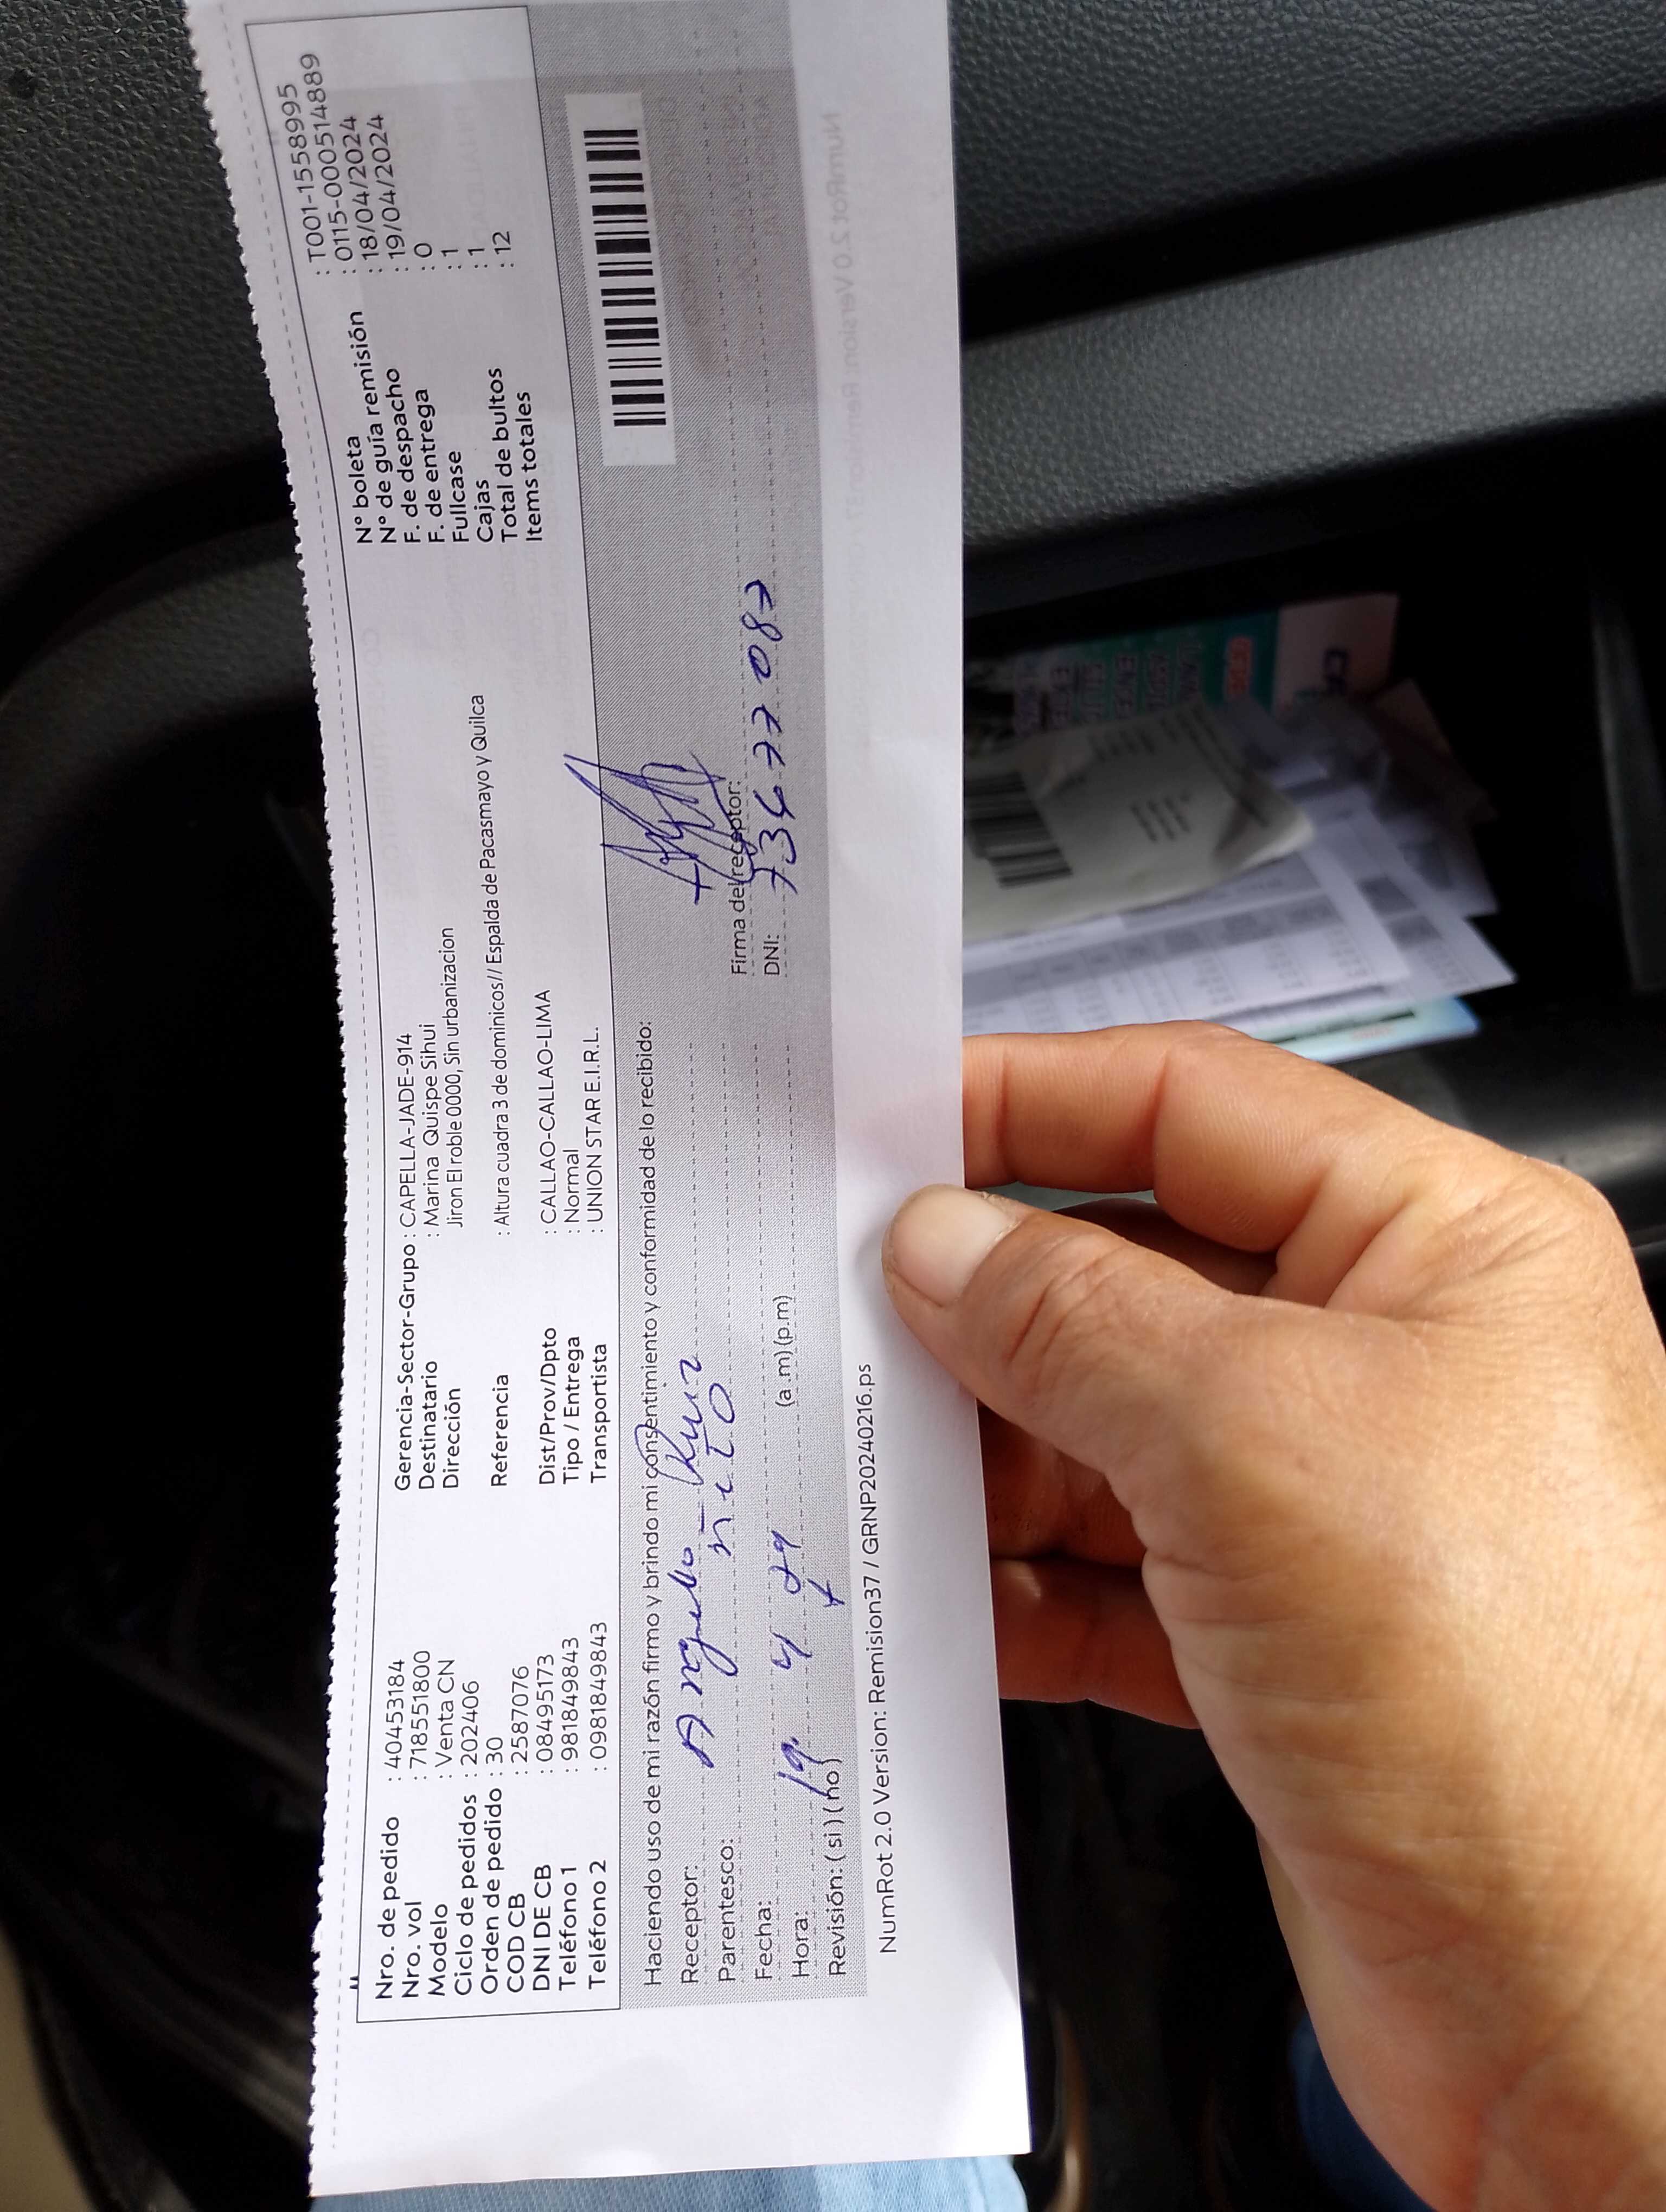 Nro. de pedido : 40453184
Nro. vol : 718551800
Modelo : Venta CN
Ciclo de pedidos : 202406
Orden de pedido : 30
COD CB : 2587076
DNI DE CB : 08495173
Teléfono 1 : 981849843
Teléfono 2 : 0981849843
Gerencia-Sector-Grupo : CAPELLA-JADE-914
Destinatario : Marina Quispe Sihui
Dirección Jiron El roble 0000, Sin urbanizacion
Referencia : Altura cuadra 3 de dominicos// Espalda de Pacasmayo y Quilca
Dist/Prov/Dpto : CALLAO-CALLAO-LIMA
Tipo / Entrega : Normal
Transportista : UNION STAR E.I.R.L.
N° boleta : T001-1558995
N° de guía remisión : 0115-0000514889
F. de despacho : 18/04/2024
F. de entrega : 19/04/2024
Fullcase : 0
Cajas : 1
Total de bultos : 1
Items totales : 12
Haciendo uso de mi razón firmo y brindo mi consentimiento y conformidad de lo recibido:
Receptor:
Parentesco: NiTO
Fecha: 19 4
Hora: (a.m)(p.m)
Revisión: ( si ) ( no )
Firma del receptor:
DNI:
NumRot 2.0 Version: Remision37 / GRNP20240216.ps